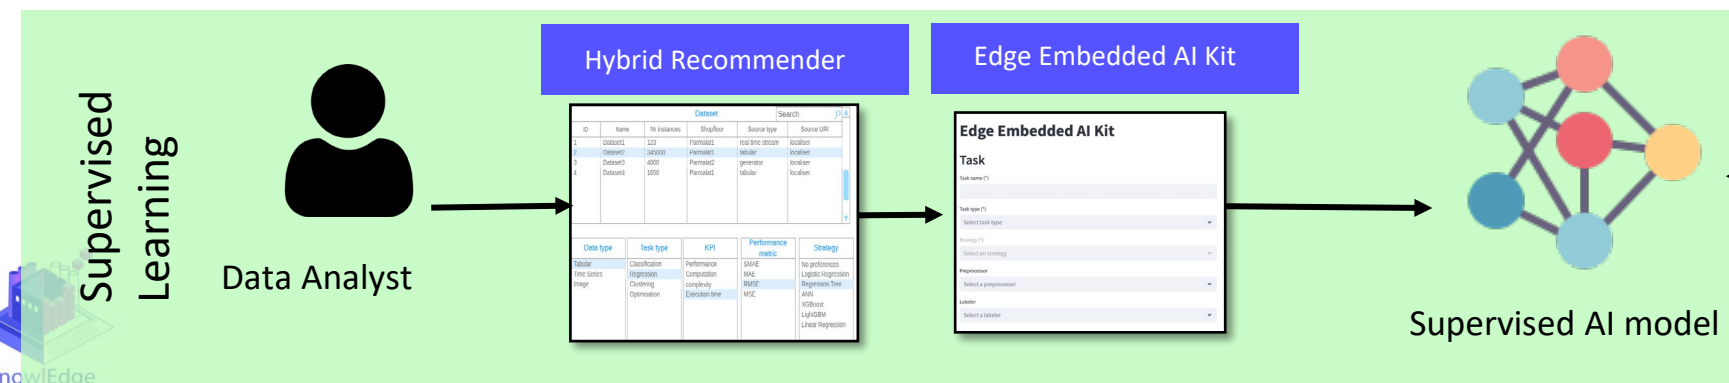 Supervised
Learning
nowlEdge
Data Analyst
Hybrid Recommender
Dataset
Search
ID Name Nr instances Shopfloor Source type Source URI
1 Dataset1 123 Parmalat1 real time stream localiser
2 Dataset2 345000 Parmalat1 tabular localiser
3 Dataset3 4000 Parmalat2 generator localiser
4 Dataset4 1650 Parmalat1 tabular localiser
Data type
Tabular
Time Series
Image
Task type
Classification
Regression
Clustering
Optimisation
KPI
Performance
Computation
complexity
Execution time
Performance
metric
SMAE
MAE
RMSE
MSE
Strategy
No preferences
Logistic Regression
Regression Tree
ANN
XGBoost
LightGBM
Linear Regression
Edge Embedded AI Kit
Edge Embedded AI Kit
Task
Task name (*)
Task type (*)
Select task type
Strategy (*)
Select an strategy
Preprocessor
Select a preprocessor
Labeler
Select a labeler
Supervised AI model